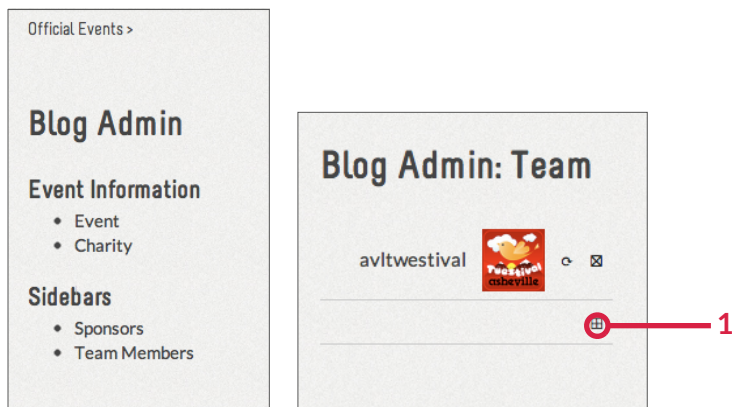 Official Events >
Blog Admin
Event Information
• Event
• Charity
Sidebars
• Sponsors
• Team Members
Blog Admin: Team
avltwestival
Twestival
asheville
1